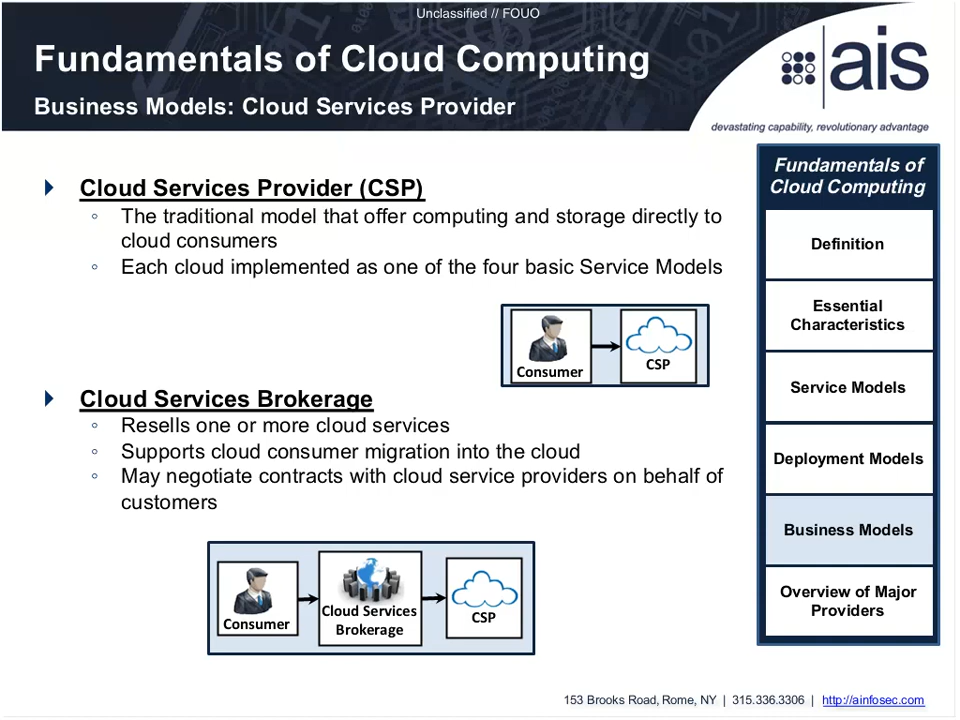 Unclassified // FOUO
Fundamentals of Cloud Computing
Business Models: Cloud Services Provider
ais
devastating capability, revolutionary advantage
Cloud Services Provider (CSP)
The traditional model that offer computing and storage directly to
cloud consumers
Each cloud implemented as one of the four basic Service Models
Consumer
CSP
Cloud Services Brokerage
Resells one or more cloud services
Supports cloud consumer migration into the cloud
May negotiate contracts with cloud service providers on behalf of
customers
Consumer
Cloud Services
Brokerage
CSP
Fundamentals of
Cloud Computing
Definition
Essential
Characteristics
Service Models
Deployment Models
Business Models
Overview of Major
Providers
153 Brooks Road, Rome, NY | 315.336.3306 | http://ainfosec.com